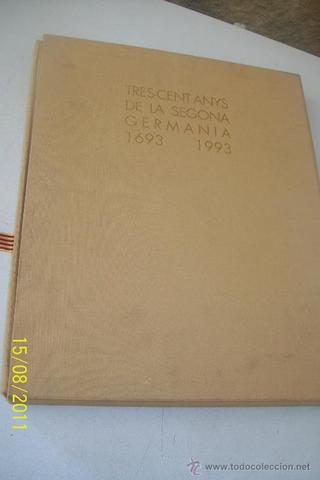 TRES-CENT ANYS
DE LA SEGONA
GERMANIA
1693 1993
15/08/2011
www.todocoleccion.net